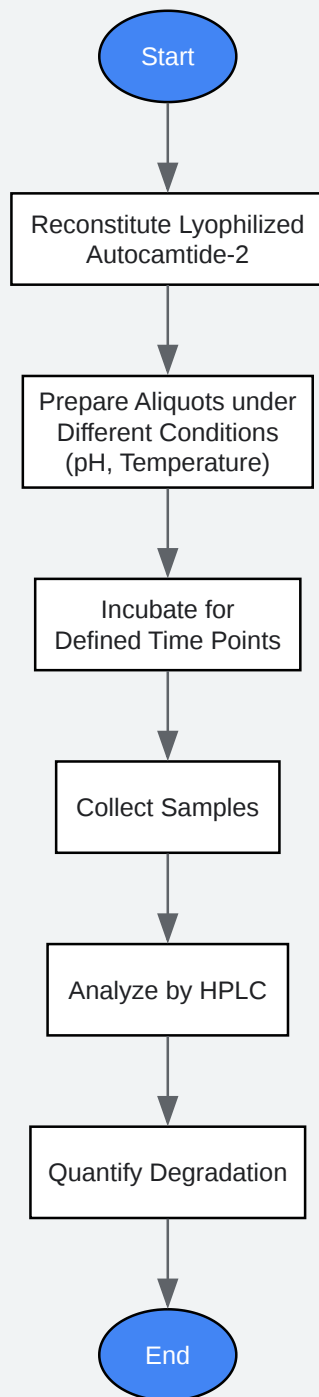 Start
Reconstitute Lyophilized
Autocamtide-2
Prepare Aliquots under
Different Conditions
(pH, Temperature)
Incubate for
Defined Time Points
Collect Samples
Analyze by HPLC
Quantify Degradation
End